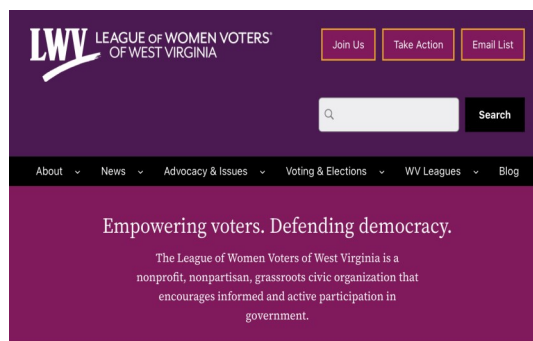 LWV LEAGUE OF WOMEN VOTERS®
OF WEST VIRGINIA
Join Us Take Action Email List
Search
About News Advocacy & Issues Voting & Elections WV Leagues Blog
Empowering voters. Defending democracy.
The League of Women Voters of West Virginia is a
nonprofit, nonpartisan, grassroots civic organization that
encourages informed and active participation in
government.